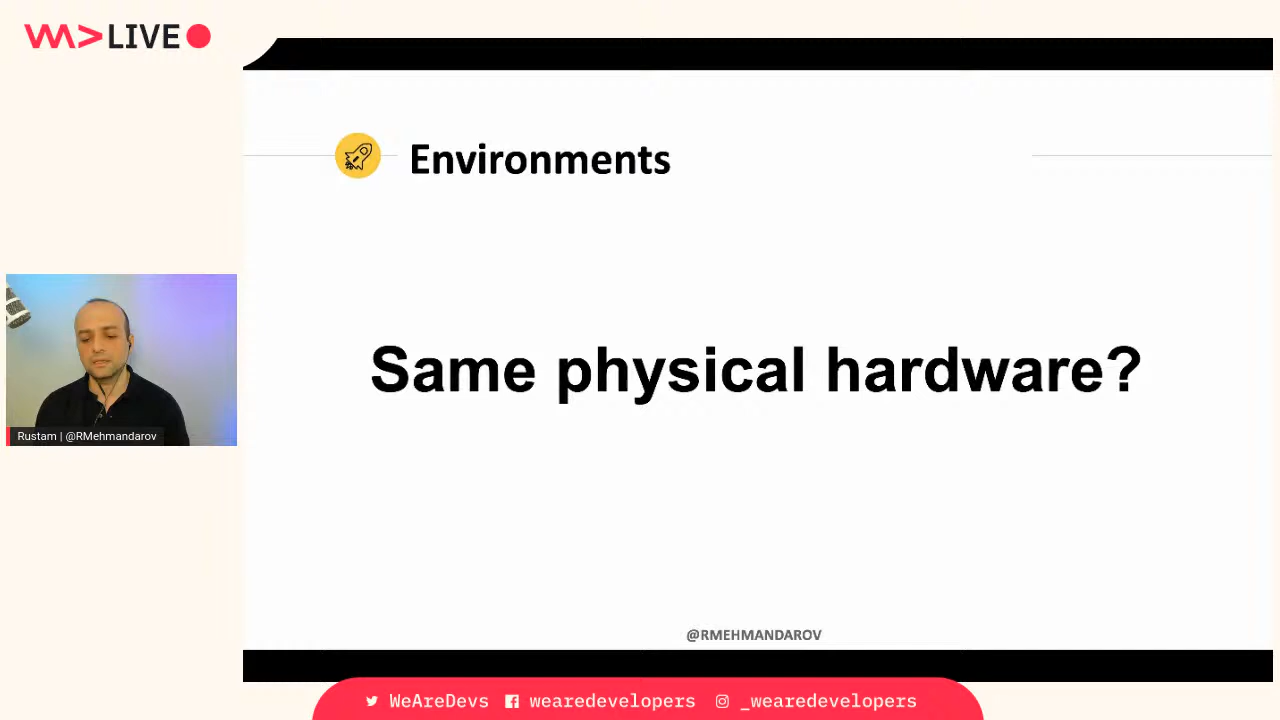 LIVE
Environments
Same physical hardware?
Rustam | @RMehmandarov
@RMEHMANDAROV
WeAreDevs wearedevelopers _wearedevelopers